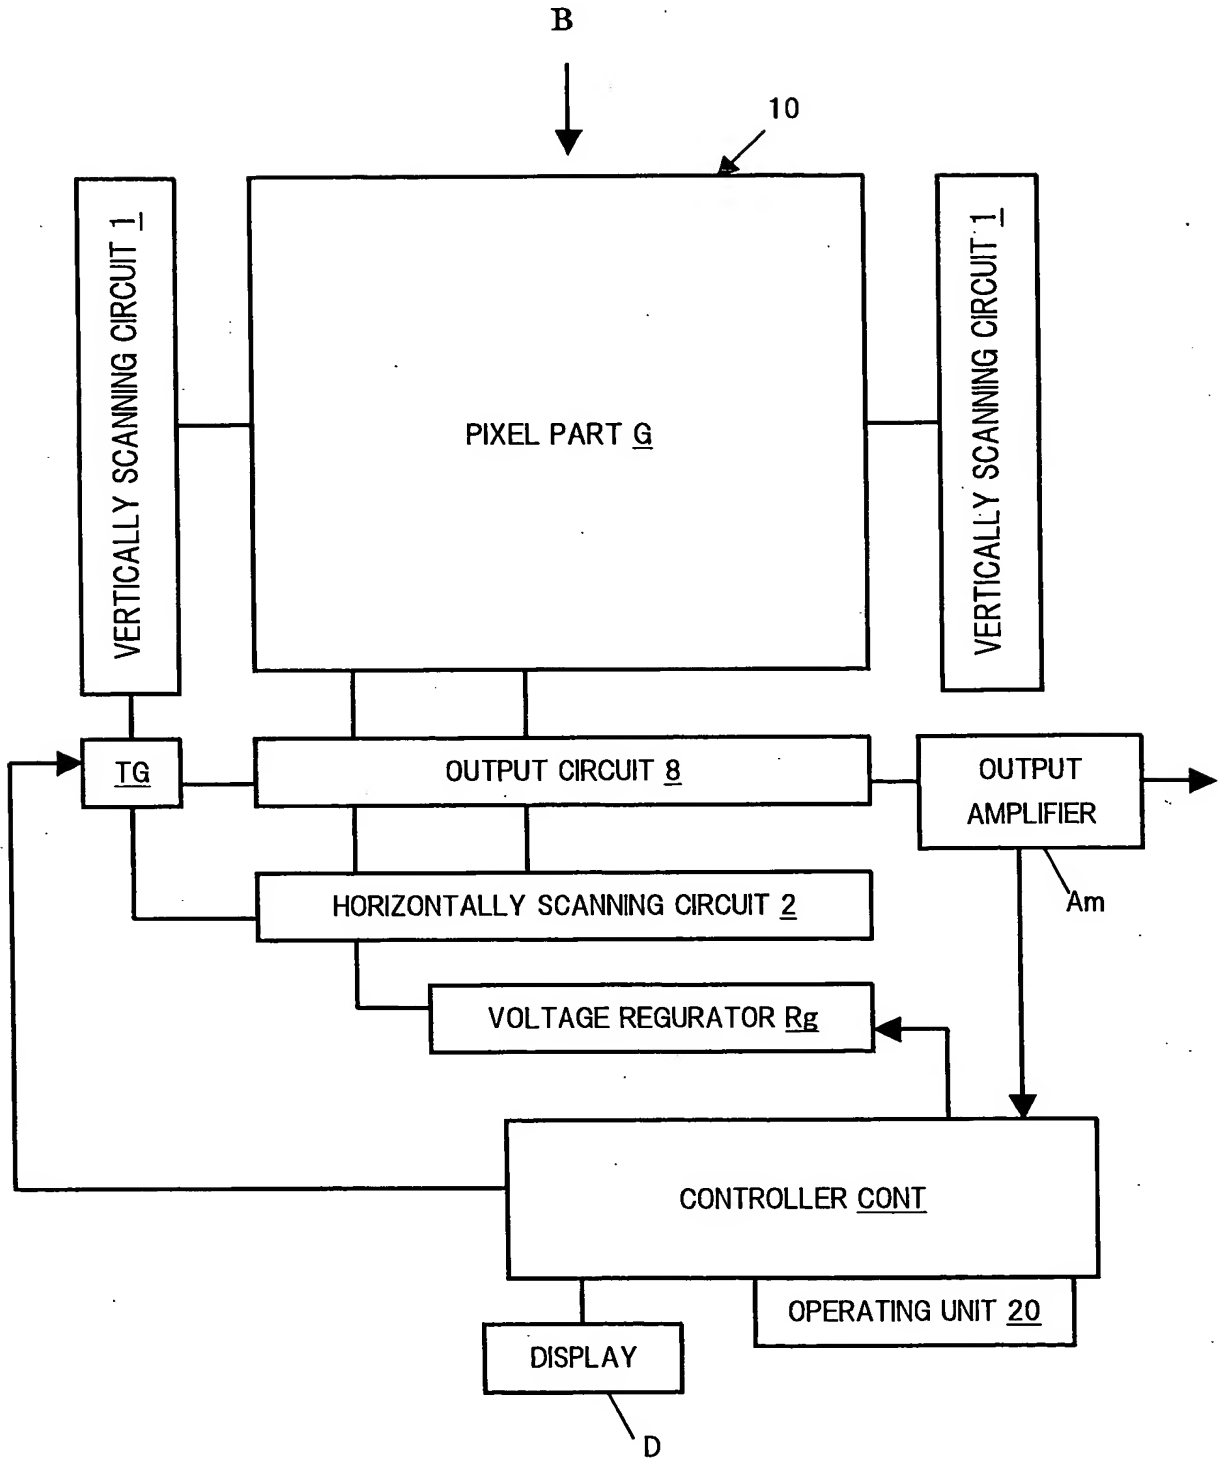 B
10
VERTICALLY SCANNING CIRCUIT 1
PIXEL PART G
VERTICALLY SCANNING CIRCUIT 1
TG
OUTPUT CIRCUIT 8
OUTPUT
AMPLIFIER
Am
HORIZONTALLY SCANNING CIRCUIT 2
VOLTAGE REGURATOR Rg
CONTROLLER CONT
OPERATING UNIT 20
DISPLAY
D